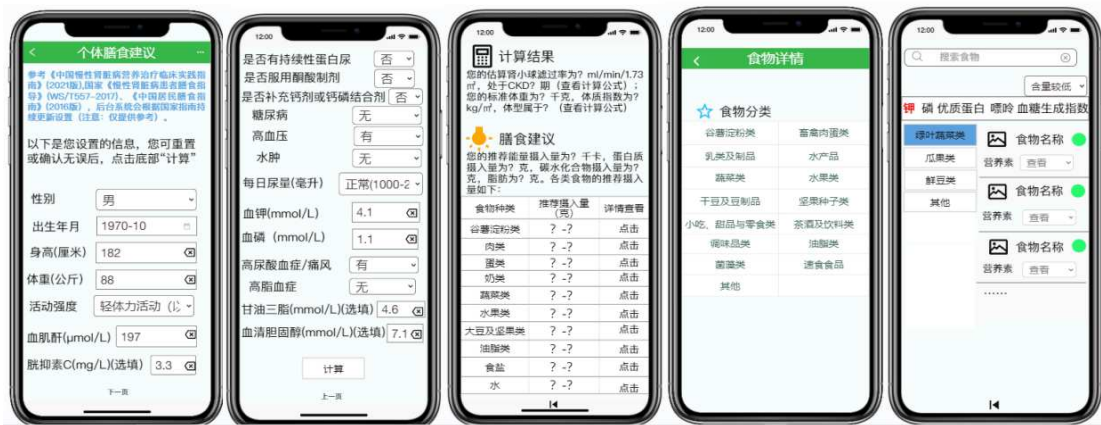 12:00
个体膳食建议
参考《中国慢性肾脏病营养治疗临床实践指
南》(2021版),国家《慢性肾脏病患者膳食指
导》(WS/T557-2017)、《中国居民膳食指
南》(2016版)，后台系统会根据国家指南持
续更新设置（注意：仅提供参考）。
以下是您设置的信息，您可重置
或确认无误后，点击底部“计算”
性别 男
出生年月 1970-10
身高(厘米) 182
体重(公斤) 88
活动强度 轻体力活动（以
血肌酐(μmol/L) 197
胱抑素C(mg/L)(选填) 3.3
下一页
12:00
是否有持续性蛋白尿 否
是否服用酮酸制剂 否
是否补充钙剂或钙磷结合剂 否
糖尿病 无
高血压 有
水肿 无
每日尿量(毫升) 正常(1000-2
血钾(mmol/L) 4.1
血磷（mmol/L) 1.1
高尿酸血症/痛风 有
高脂血症 无
甘油三脂(mmol/L)(选填) 4.6
血清胆固醇(mmol/L)(选填) 7.1
计算
上一页
12:00
计算结果
您的估算肾小球滤过率为? ml/min/1.73
㎡，处于CKD? 期（查看计算公式）；
您的标准体重为? 千克，体质指数为?
kg/㎡，体型属于? （查看计算公式）
膳食建议
您的推荐能量摄入量为? 千卡，蛋白质
摄入量为? 克，碳水化合物摄入量为?
克，脂肪为? 克。各类食物的推荐摄入
量如下:
食物种类 推荐摄入量(克) 详情查看
谷薯淀粉类 ? -? 点击
肉类 ? -? 点击
蛋类 ? -? 点击
奶类 ? -? 点击
蔬菜类 ? -? 点击
水果类 ? -? 点击
大豆及坚果类 ? -? 点击
油脂类 ? -? 点击
食盐 ? -? 点击
水 ? -? 点击
12:00
食物详情
食物分类
谷薯淀粉类 畜禽肉蛋类
乳类及制品 水产品
蔬菜类 水果类
干豆及豆制品 坚果种子类
小吃、甜品与零食类 茶酒及饮料类
调味品类 油脂类
菌藻类 速食食品
其他
12:00
搜索食物
含量较低
钾 磷 优质蛋白 嘌呤 血糖生成指数
绿叶蔬菜类
瓜果类
鲜豆类
其他
食物名称
营养素 查看
食物名称
营养素 查看
食物名称
营养素 查看
……